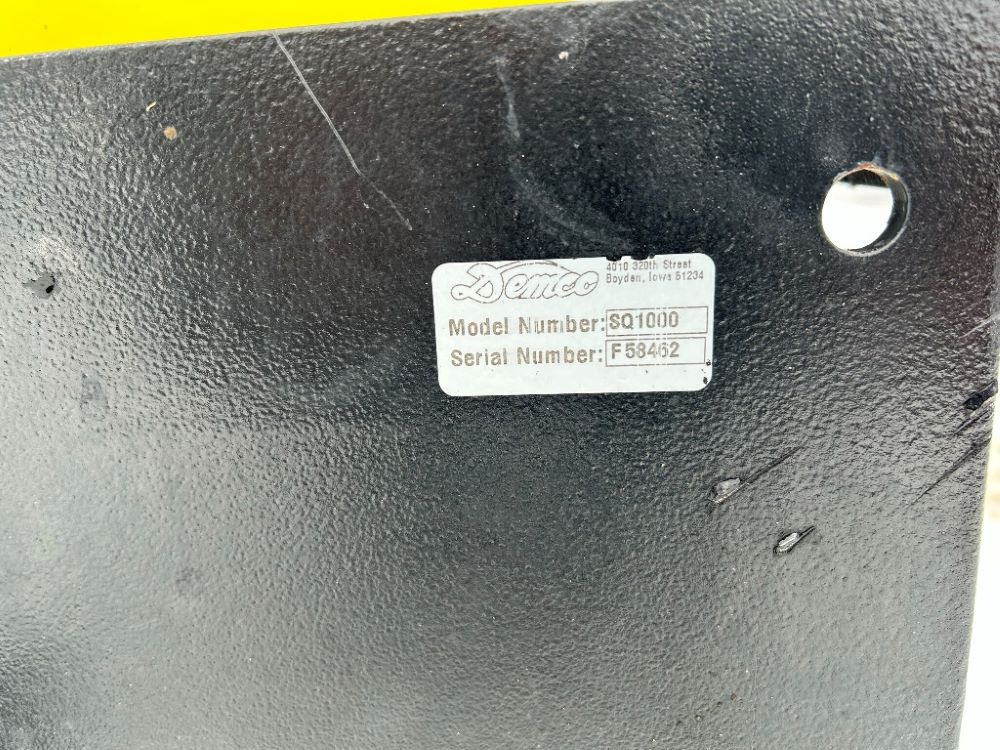 Demco
4010 320th Street
Boyden, Iowa 51234
Model Number: SQ1000
Serial Number: F58462